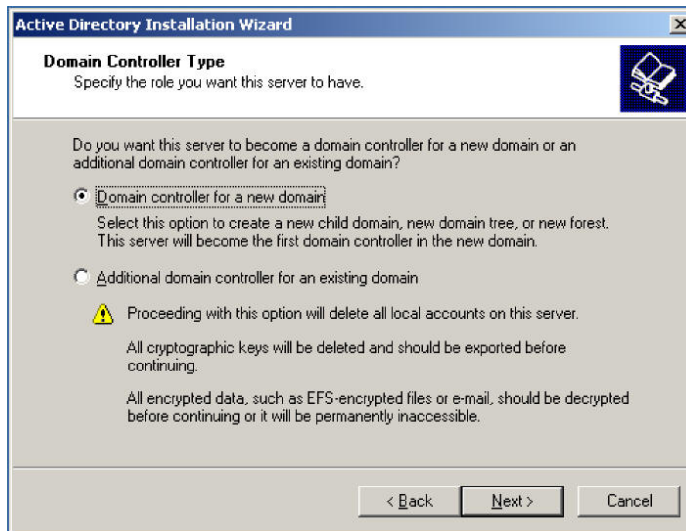 Active Directory Installation Wizard
Domain Controller Type
Specify the role you want this server to have.
Do you want this server to become a domain controller for a new domain or an
additional domain controller for an existing domain?
Domain controller for a new domain
Select this option to create a new child domain, new domain tree, or new forest.
This server will become the first domain controller in the new domain.
Additional domain controller for an existing domain
Proceeding with this option will delete all local accounts on this server.
All cryptographic keys will be deleted and should be exported before
continuing.
All encrypted data, such as EFS-encrypted files or e-mail, should be decrypted
before continuing or it will be permanently inaccessible.
< Back
Next >
Cancel